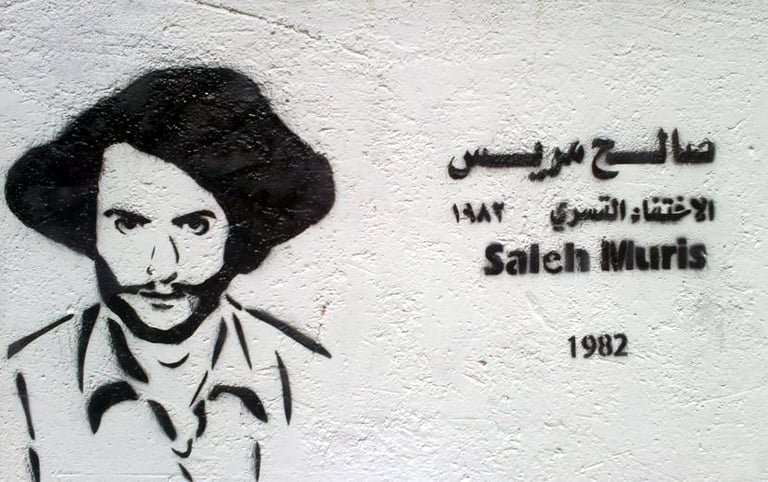 صالح مريس
الاختفاء القسري ١٩٨٢
Saleh Muris
1982